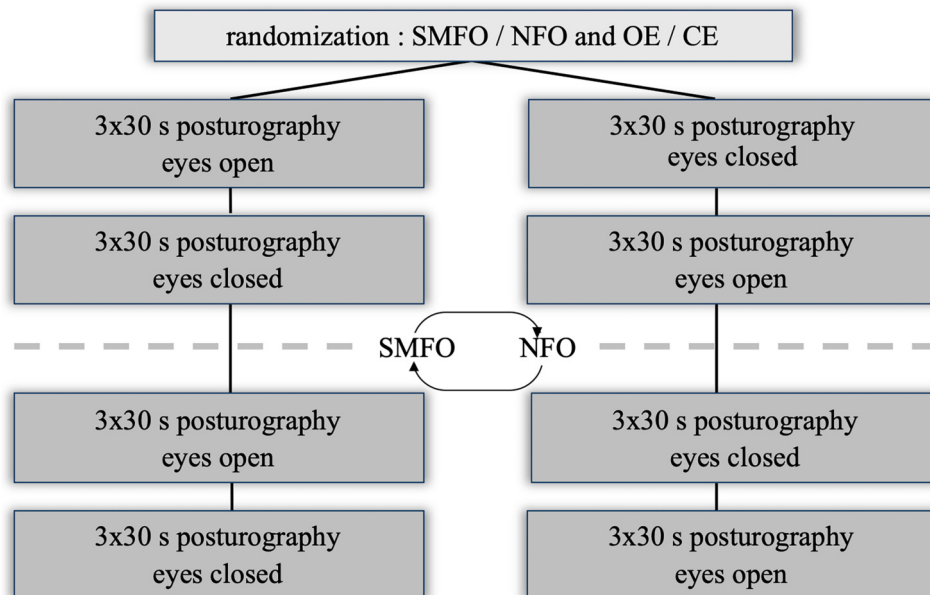 randomization : SMFO / NFO and OE / CE
3x30 s posturography
eyes open
3x30 s posturography
eyes closed
3x30 s posturography
eyes closed
3x30 s posturography
eyes open
SMFO
NFO
3x30 s posturography
eyes open
3x30 s posturography
eyes closed
3x30 s posturography
eyes closed
3x30 s posturography
eyes open